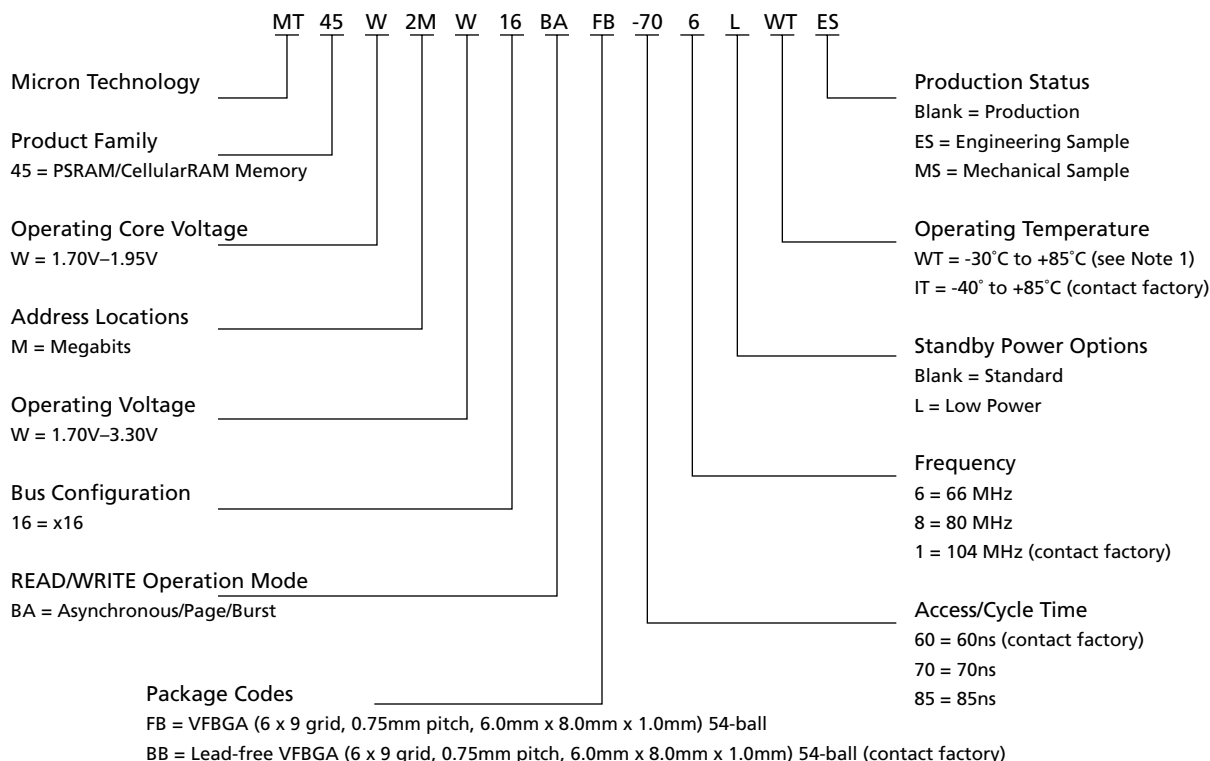 MT 45 W 2M W 16 BA FB -70 6 L WT ES
Micron Technology
Product Family
45 = PSRAM/CellularRAM Memory
Operating Core Voltage
W = 1.70V–1.95V
Address Locations
M = Megabits
Operating Voltage
W = 1.70V–3.30V
Bus Configuration
16 = x16
READ/WRITE Operation Mode
BA = Asynchronous/Page/Burst
Package Codes
FB = VFBGA (6 x 9 grid, 0.75mm pitch, 6.0mm x 8.0mm x 1.0mm) 54-ball
BB = Lead-free VFBGA (6 x 9 grid, 0.75mm pitch, 6.0mm x 8.0mm x 1.0mm) 54-ball (contact factory)
Production Status
Blank = Production
ES = Engineering Sample
MS = Mechanical Sample
Operating Temperature
WT = -30˚C to +85˚C (see Note 1)
IT = -40˚ to +85˚C (contact factory)
Standby Power Options
Blank = Standard
L = Low Power
Frequency
6 = 66 MHz
8 = 80 MHz
1 = 104 MHz (contact factory)
Access/Cycle Time
60 = 60ns (contact factory)
70 = 70ns
85 = 85ns